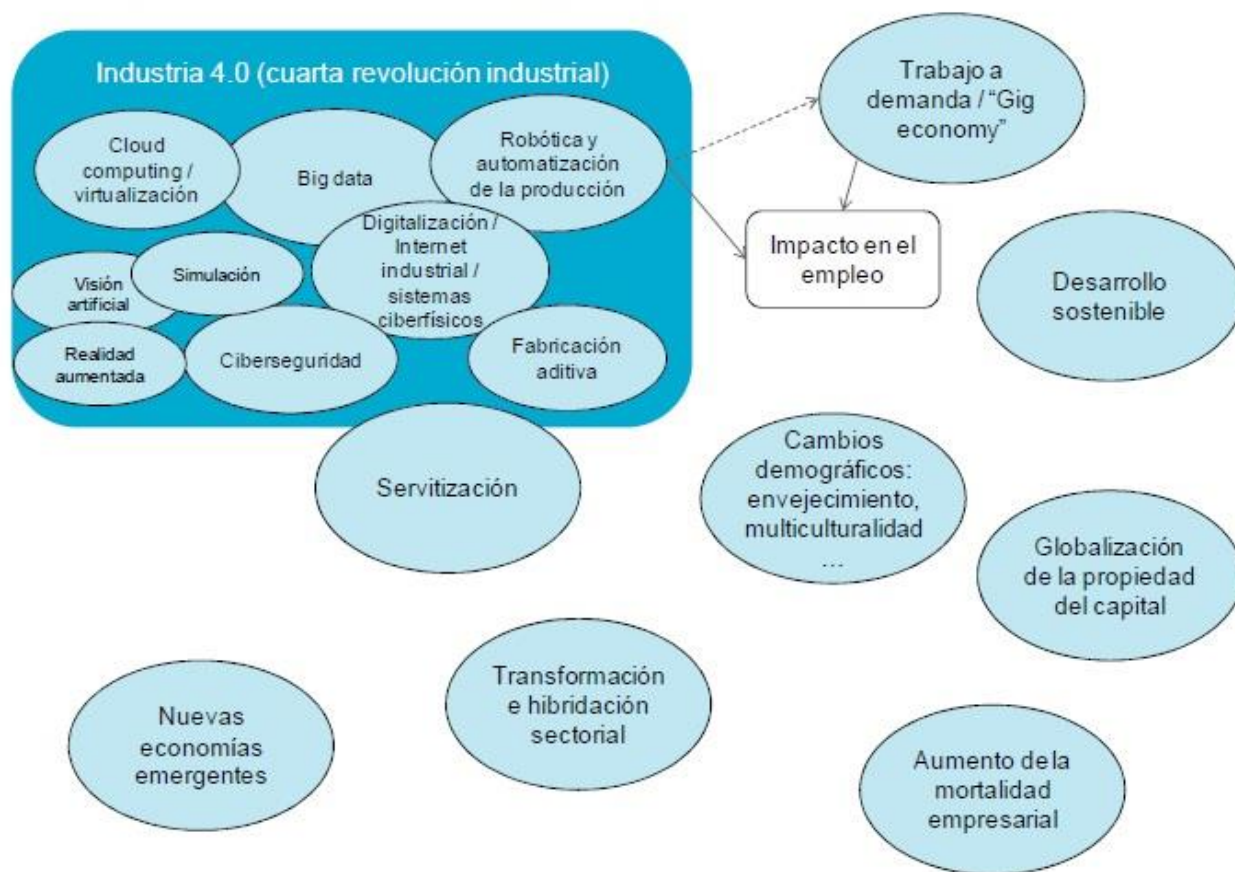 Industria 4.0 (cuarta revolución industrial)
Cloud
computing /
virtualización
Big data
Robótica y
automatización
de la producción
Digitalización /
Internet
industrial /
sistemas
ciberfísicos
Visión
artificial
Simulación
Realidad
aumentada
Ciberseguridad
Fabricación
aditiva
Trabajo a
demanda / “Gig
economy”
Impacto en el
empleo
Desarrollo
sostenible
Servitización
Cambios
demográficos:
envejecimiento,
multiculturalidad
...
Globalización
de la propiedad
del capital
Transformación
e hibridación
sectorial
Nuevas
economías
emergentes
Aumento de la
mortalidad
empresarial